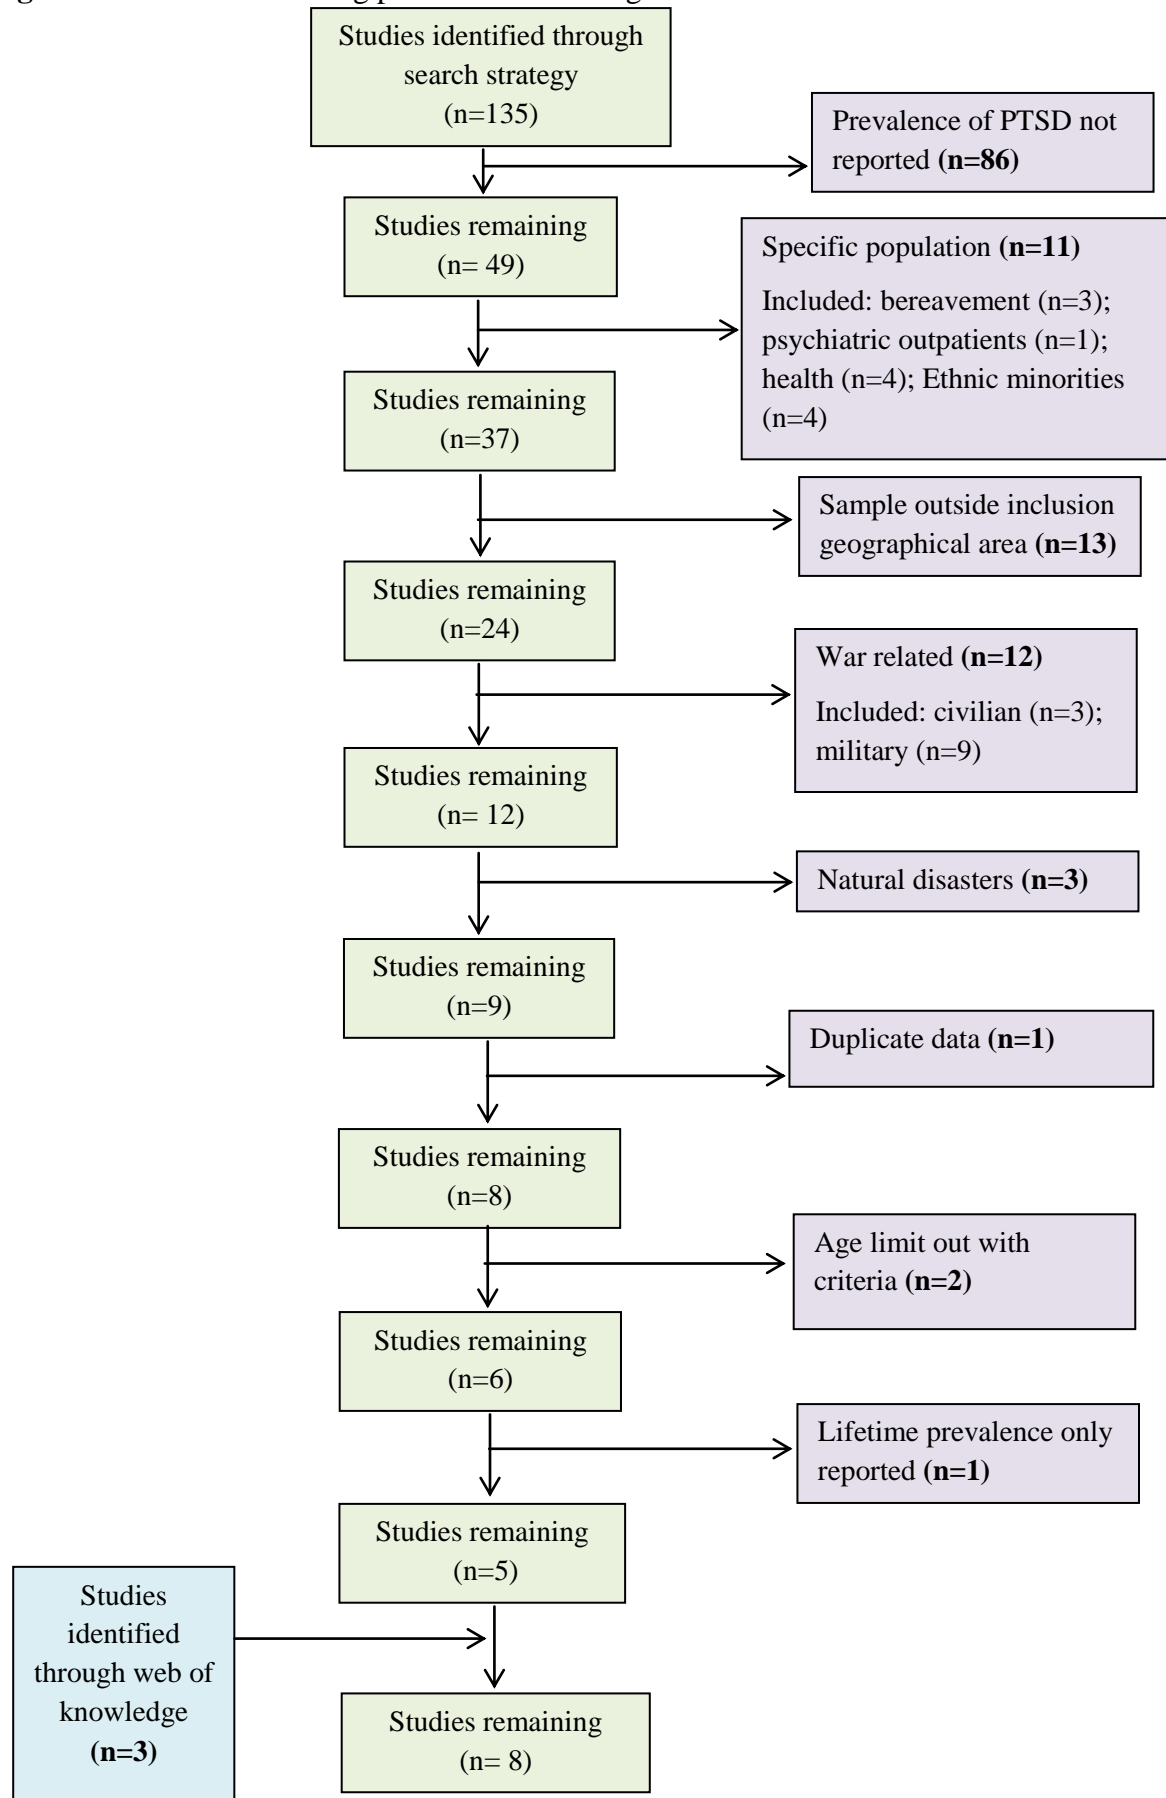 Studies identified through
search strategy
(n=135)
Prevalence of PTSD not
reported (n=86)
Studies remaining
(n= 49)
Specific population (n=11)
Included: bereavement (n=3);
psychiatric outpatients (n=1);
health (n=4); Ethnic minorities
(n=4)
Studies remaining
(n=37)
Sample outside inclusion
geographical area (n=13)
Studies remaining
(n=24)
War related (n=12)
Included: civilian (n=3);
military (n=9)
Studies remaining
(n= 12)
Natural disasters (n=3)
Studies remaining
(n=9)
Duplicate data (n=1)
Studies remaining
(n=8)
Age limit out with
criteria (n=2)
Studies remaining
(n=6)
Lifetime prevalence only
reported (n=1)
Studies remaining
(n=5)
Studies
identified
through web of
knowledge
(n=3)
Studies remaining
(n= 8)